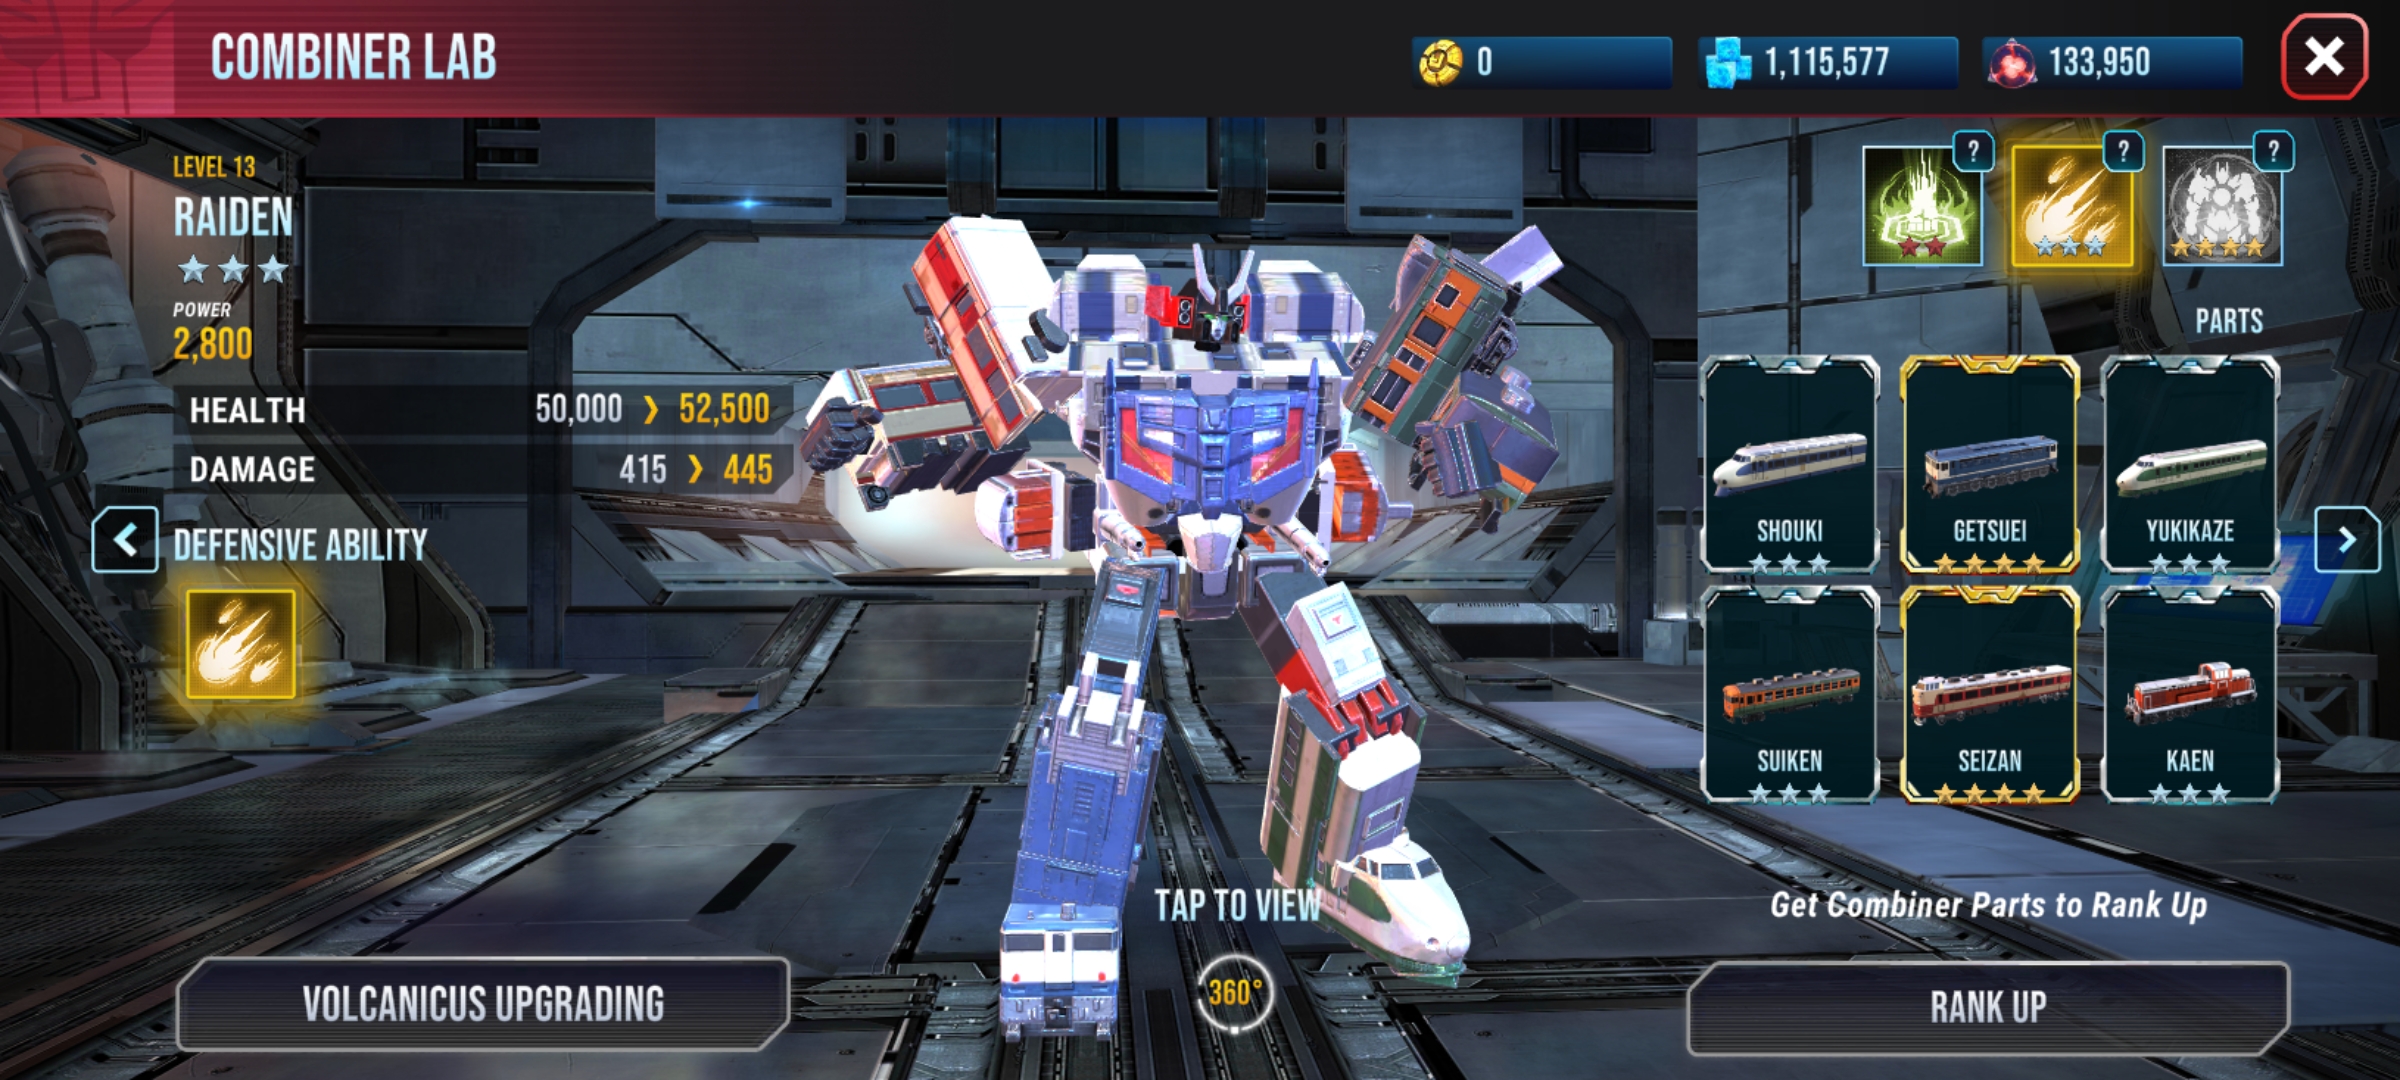 COMBINER LAB
0
1,115,577
133,950
LEVEL 13
RAIDEN
POWER
2,800
HEALTH 50,000 > 52,500
DAMAGE 415 > 445
DEFENSIVE ABILITY
VOLCANICUS UPGRADING
TAP TO VIEW
360°
? ? ?
PARTS
SHOUKI GETSUEI YUKIKAZE
SUIKEN SEIZAN KAEN
Get Combiner Parts to Rank Up
RANK UP